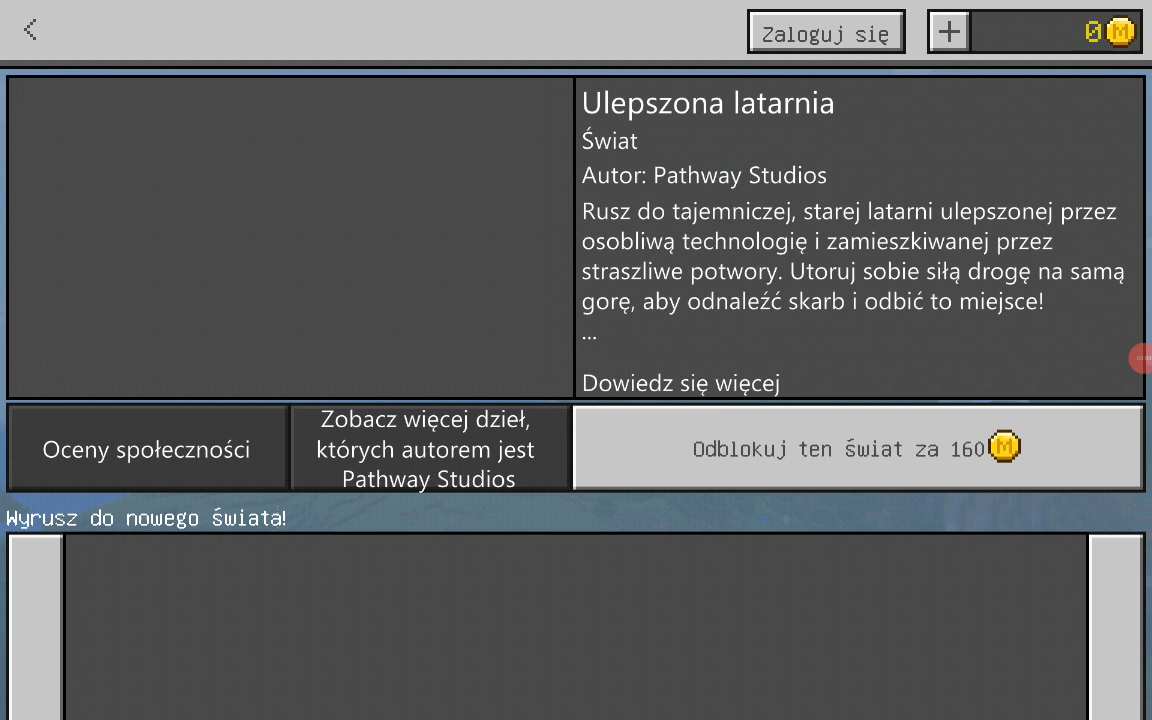 Zaloguj się
0
Ulepszona latarnia
Świat
Autor: Pathway Studios
Rusz do tajemniczej, starej latarni ulepszonej przez
osobliwą technologię i zamieszkiwanej przez
straszliwe potwory. Utoruj sobie siłą drogę na samą
gorę, aby odnaleźć skarb i odbić to miejsce!
...
Dowiedz się więcej
Oceny społeczności
Zobacz więcej dzieł,
których autorem jest
Pathway Studios
Odblokuj ten świat za 160
Wyrusz do nowego świata!